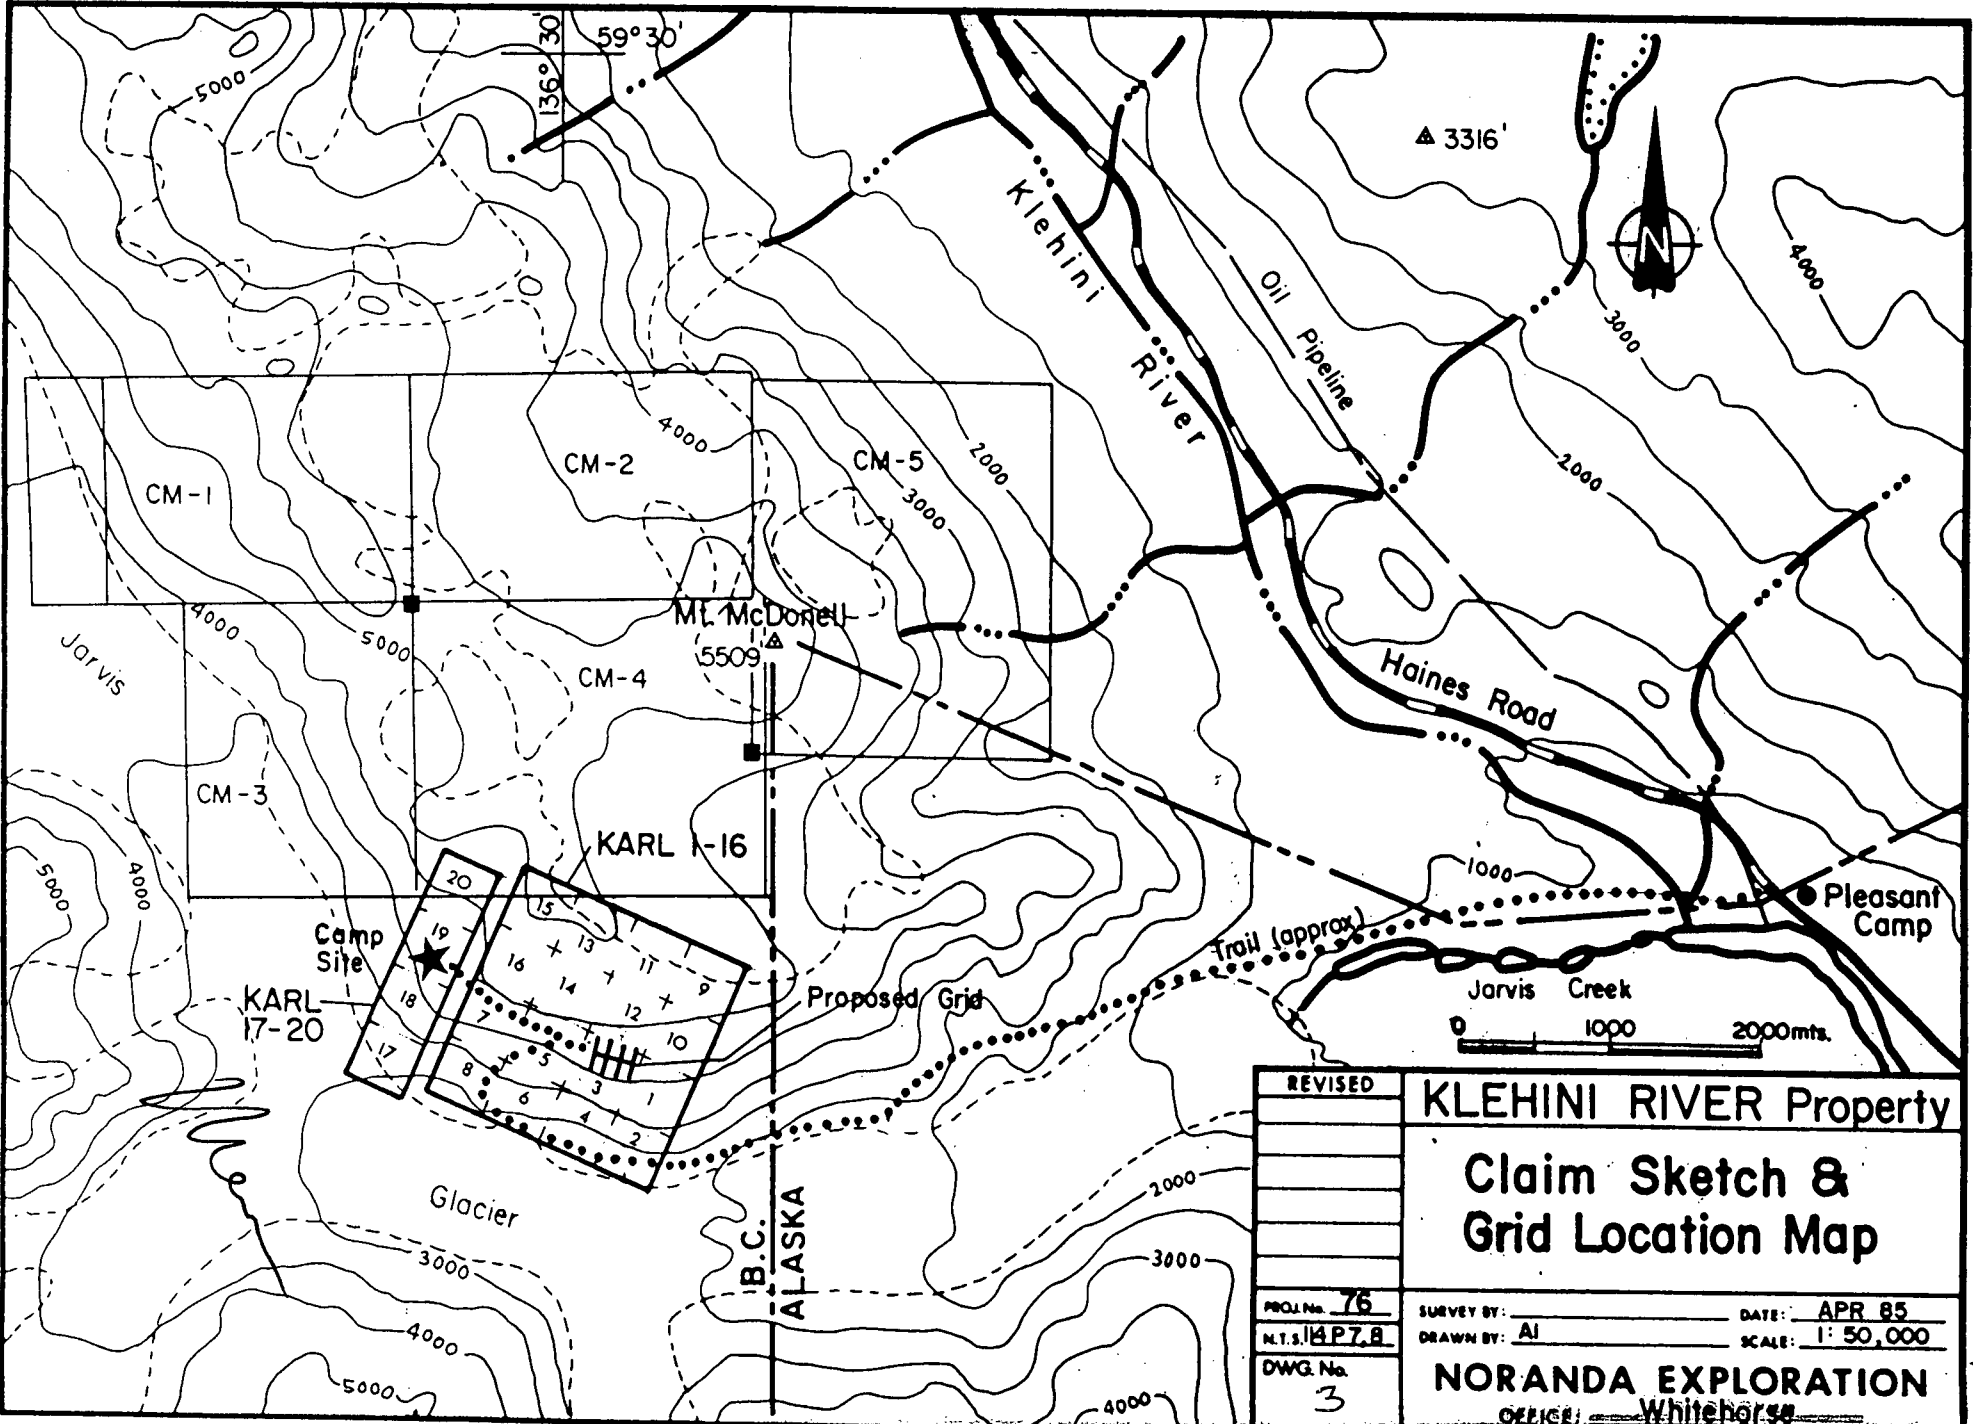 136° 30'
59°30'
5000
3316'
Klehini River
Oil Pipeline
4000
3000
2000
CM-1
CM-2
4000
CM-5
2000
3000
Mt. McDonell
5509
4000
5000
Jarvis
CM-4
CM-3
Haines Road
KARL 1-16
1000
Pleasant
Camp
Trail (approx)
Jarvis Creek
Camp
Site
KARL
17-20
Proposed Grid
20
19
18
17
15
13
11
9
16
14
12
10
7
5
3
1
8
6
4
2
5000
4000
0 1000 2000mts.
Glacier
3000
4000
5000
B.C.
ALASKA
2000
3000
4000
N
REVISED
KLEHINI RIVER Property
Claim Sketch &
Grid Location Map
PROJ. No. 76
N.T.S. 114 P 7,8
DWG. No.
3
SURVEY BY:
DATE: APR 85
DRAWN BY: AI
SCALE: 1:50,000
NORANDA EXPLORATION
OFFICE: Whitehorse